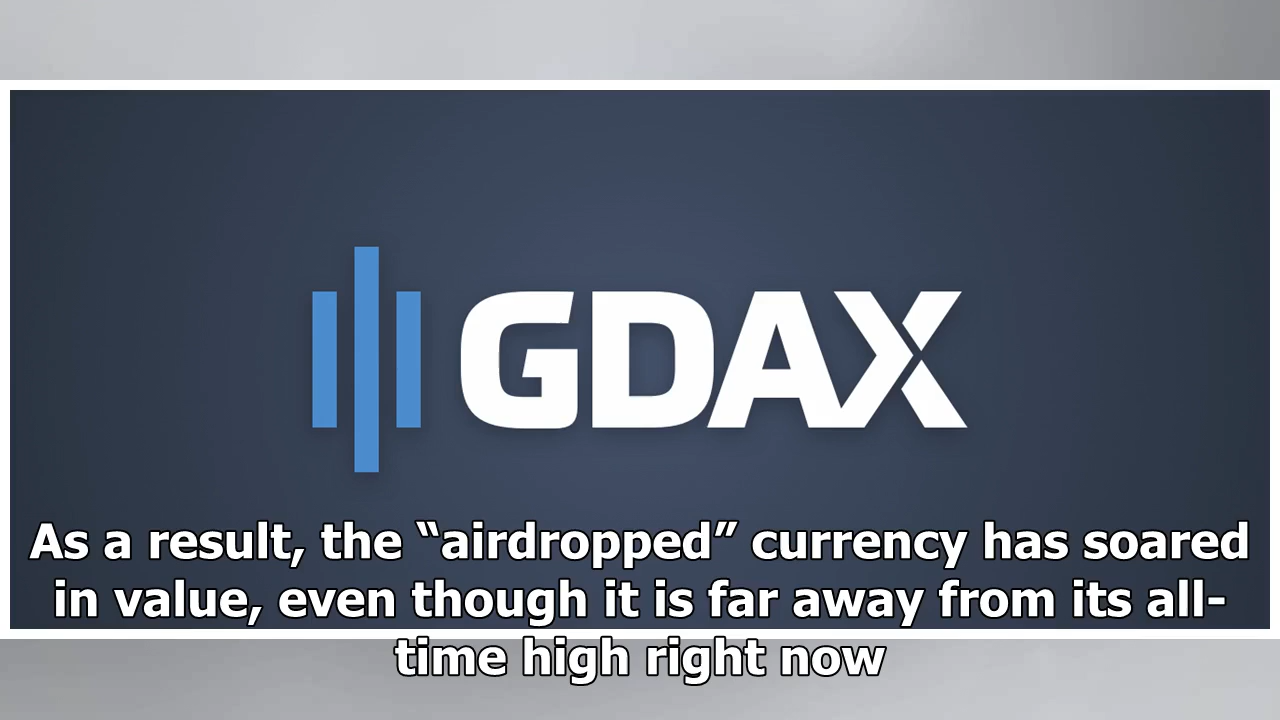 GDAX
As a result, the “airdropped” currency has soared
in value, even though it is far away from its all-
time high right now